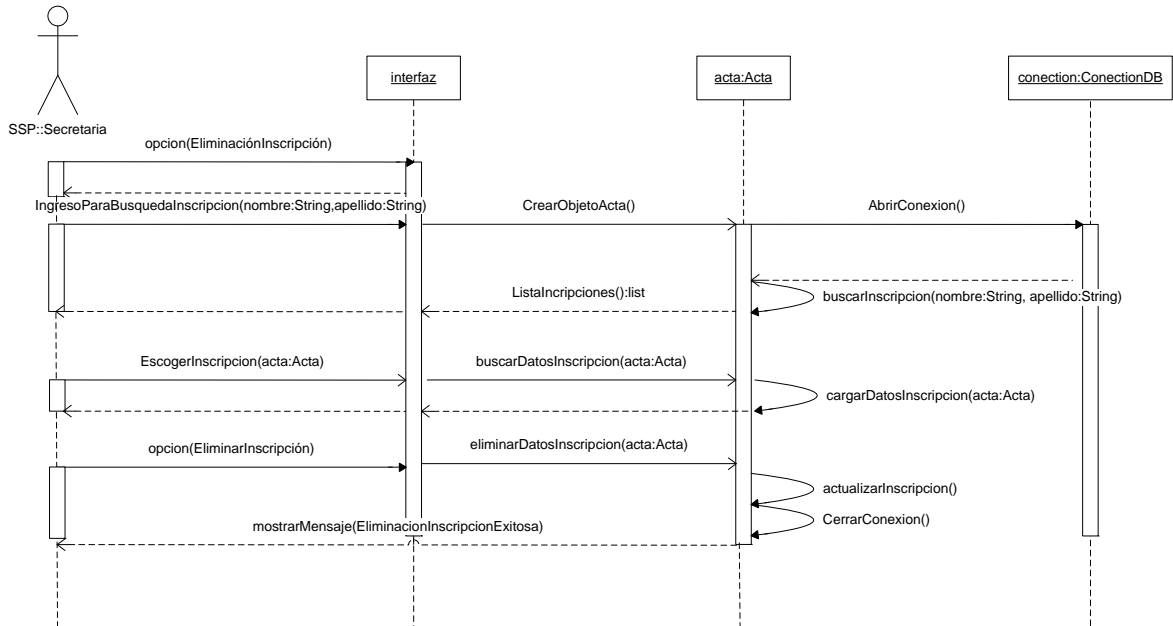 interfaz
acta:Acta
conection:ConectionDB
SSP::Secretaria
opcion(EliminaciónInscripción)
IngresoParaBusquedaInscripcion(nombre:String,apellido:String)
CrearObjetoActa()
AbrirConexion()
ListaIncripciones():list
buscarInscripcion(nombre:String, apellido:String)
EscogerInscripcion(acta:Acta)
buscarDatosInscripcion(acta:Acta)
cargarDatosInscripcion(acta:Acta)
opcion(EliminarInscripción)
eliminarDatosInscripcion(acta:Acta)
actualizarInscripcion()
CerrarConexion()
mostrarMensaje(EliminacionInscripcionExitosa)